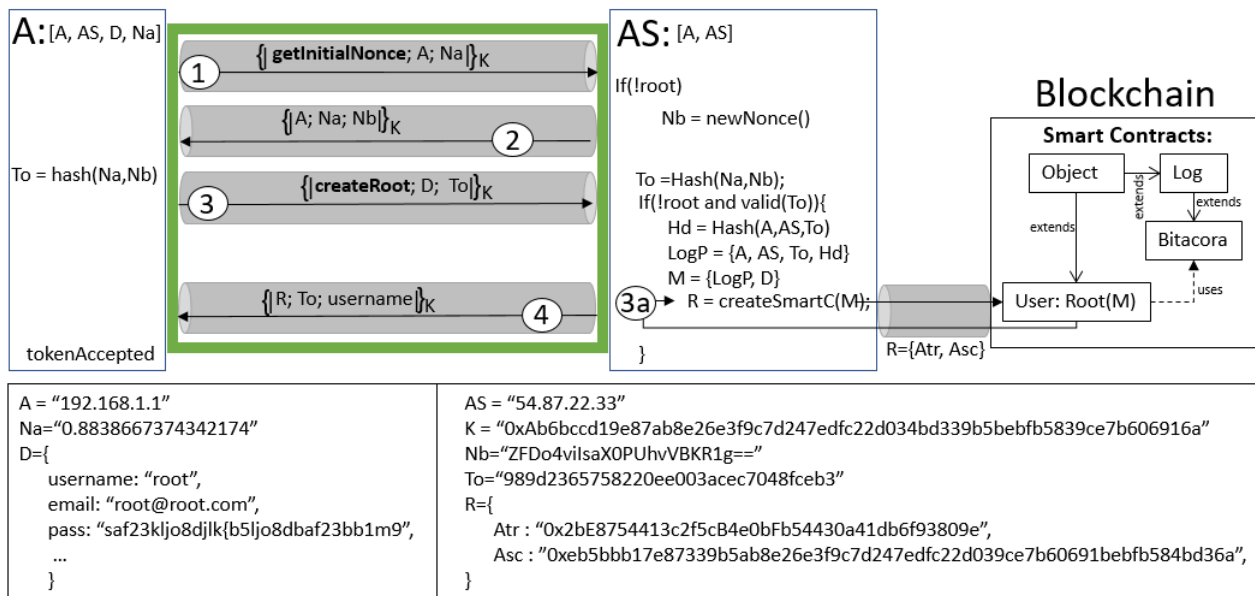 A: [A, AS, D, Na]
{| getInitialNonce; A; Na|}K
1
{|A; Na; Nb|}K
2
To = hash(Na,Nb)
{|createRoot; D; To|}K
3
{|R; To; username|}K
4
tokenAccepted
AS: [A, AS]
If(!root)
Nb = newNonce()
To =Hash(Na,Nb);
If(!root and valid(To)){
Hd = Hash(A,AS,To)
LogP = {A, AS, To, Hd}
M = {LogP, D}
3a
R = createSmartC(M);
}
R={Atr, Asc}
Blockchain
Smart Contracts:
Object
Log
extends
extends
extends
Bitacora
User: Root(M)
uses
A = “192.168.1.1”
Na=“0.8838667374342174”
D={
username: “root”,
email: “root@root.com”,
pass: “saf23kljo8djlk{b5ljo8dbaf23bb1m9”,
...
}
AS = “54.87.22.33”
K = “0xAb6bccd19e87ab8e26e3f9c7d247edfc22d034bd339b5bebfb5839ce7b606916a”
Nb=“ZFDo4viIsaX0PUhvVBKR1g==”
To=“989d2365758220ee003acec7048fceb3”
R={
Atr : “0x2bE8754413c2f5cB4e0bFb54430a41db6f93809e”,
Asc : “0xeb5bbb17e87339b5ab8e26e3f9c7d247edfc22d039ce7b60691bebfb584bd36a”,
}